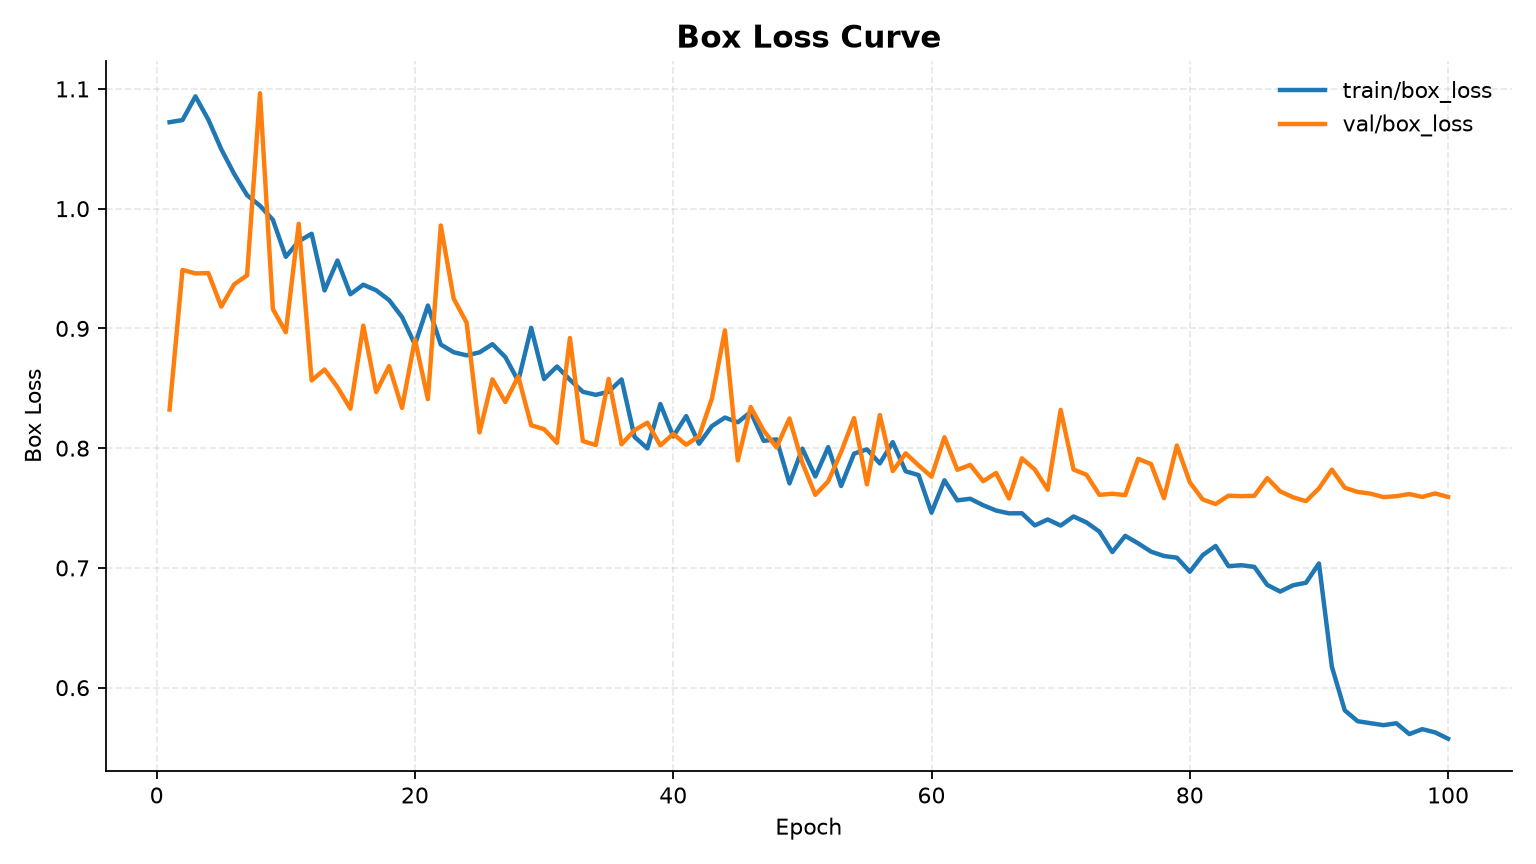 Box Loss Curve
train/box_loss
val/box_loss
Box Loss
1.1
1.0
0.9
0.8
0.7
0.6
0 20 40 60 80 100
Epoch